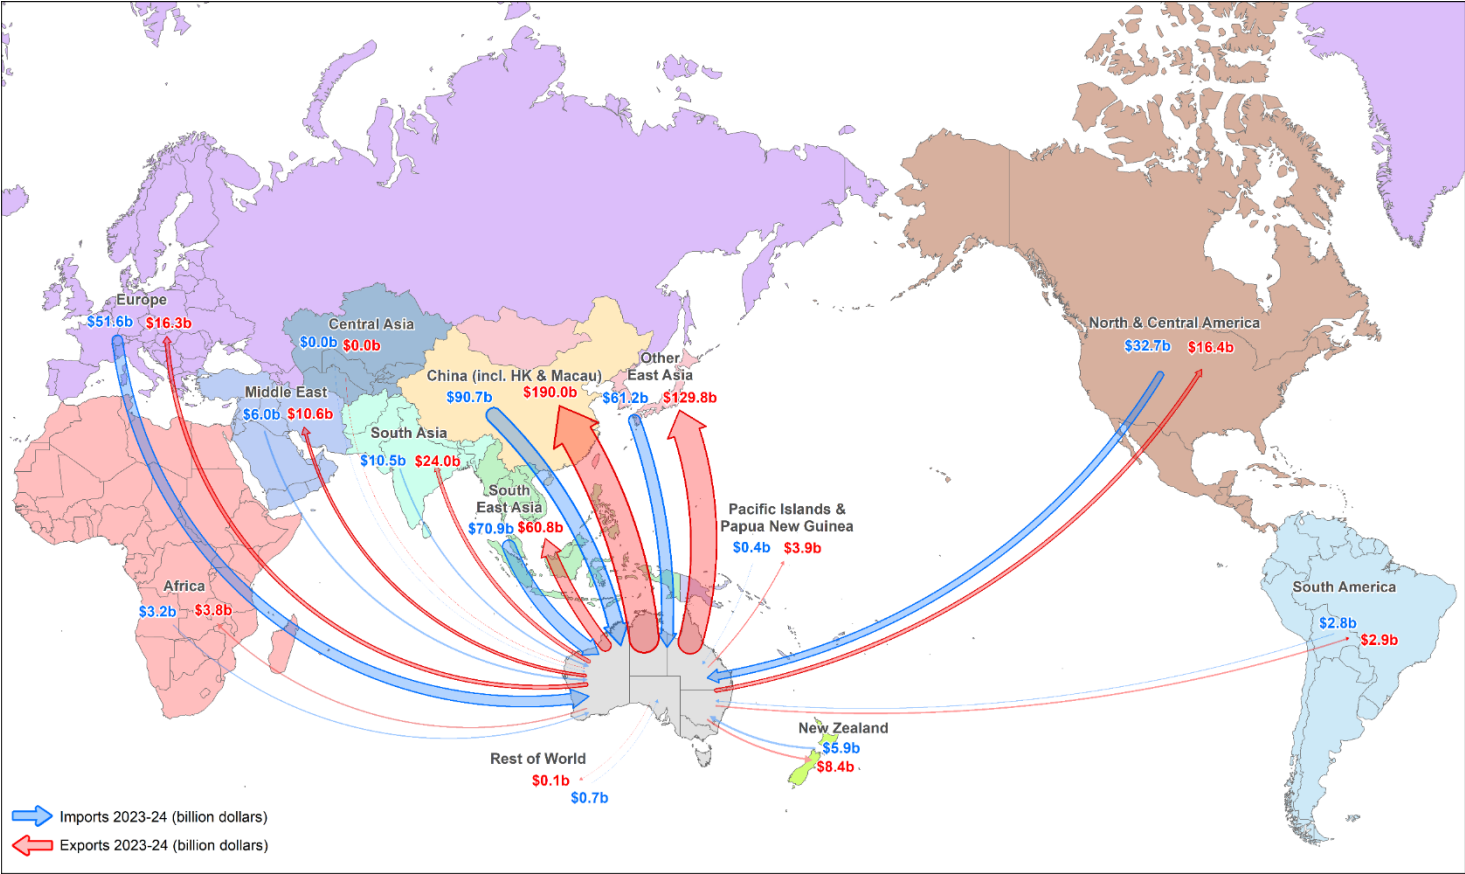 Europe
$51.6b $16.3b
Central Asia
$0.0b $0.0b
North & Central America
$32.7b $16.4b
Other
East Asia
$61.2b $129.8b
China (incl. HK & Macau)
$90.7b $190.0b
Middle East
$6.0b $10.6b
South Asia
$10.5b $24.0b
South
East Asia
$70.9b $60.8b
Pacific Islands &
Papua New Guinea
$0.4b $3.9b
Africa
$3.2b $3.8b
South America
$2.8b
$2.9b
New Zealand
$5.9b
$8.4b
Rest of World
$0.1b
$0.7b
Imports 2023-24 (billion dollars)
Exports 2023-24 (billion dollars)